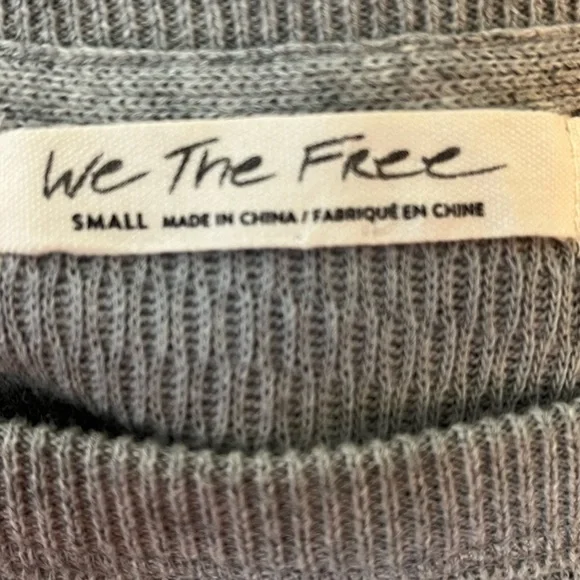 We The Free
SMALL MADE IN CHINA / FABRIQUÉ EN CHINE